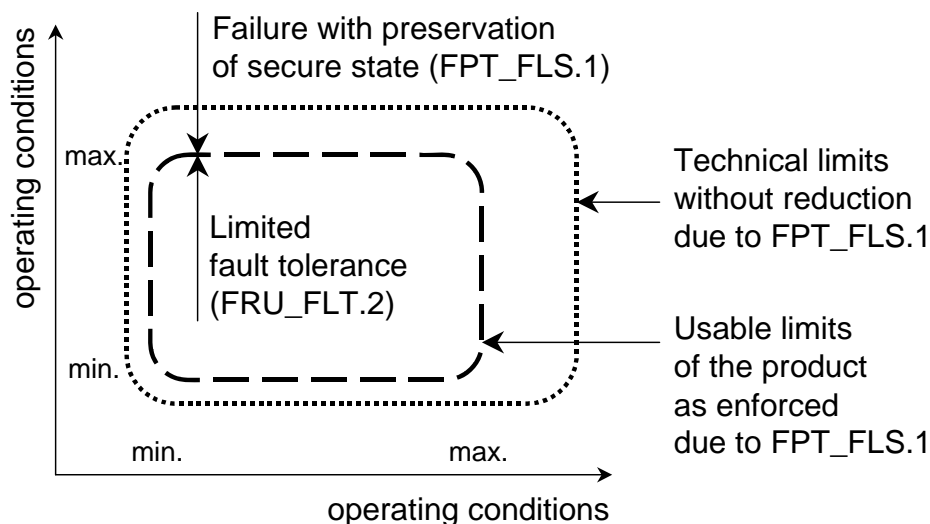 Failure with preservation
of secure state (FPT_FLS.1)
operating conditions
max.
Technical limits
without reduction
due to FPT_FLS.1
Limited
fault tolerance
(FRU_FLT.2)
Usable limits
of the product
as enforced
due to FPT_FLS.1
min.
min.
max.
operating conditions